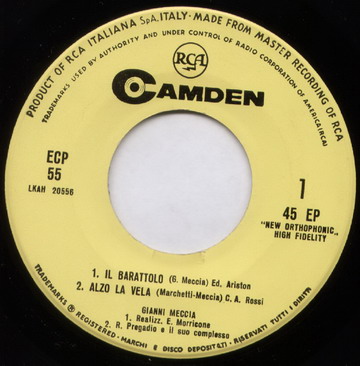 PRODUCT OF RCA ITALIANA S.p.A., ITALY · MADE FROM MASTER RECORDING OF RCA
TRADEMARKS USED BY AUTHORITY AND UNDER CONTROL OF RADIO CORPORATION OF AMERICA (RCA)
RCA
CAMDEN
ECP
55
LKAH 20556
1
45 EP
"NEW ORTHOPHONIC„
HIGH FIDELITY
1. IL BARATTOLO (G. Meccia) Ed. Ariston
2. ALZO LA VELA (Marchetti-Meccia) C. A. Rossi
GIANNI MECCIA
1. Realizz. E. Morricone
2. R. Pregadio e il suo complesso
TRADEMARKS ® REGISTERED · MARCHI E DISCO DEPOSITATI · RISERVATI TUTTI I DIRITTI